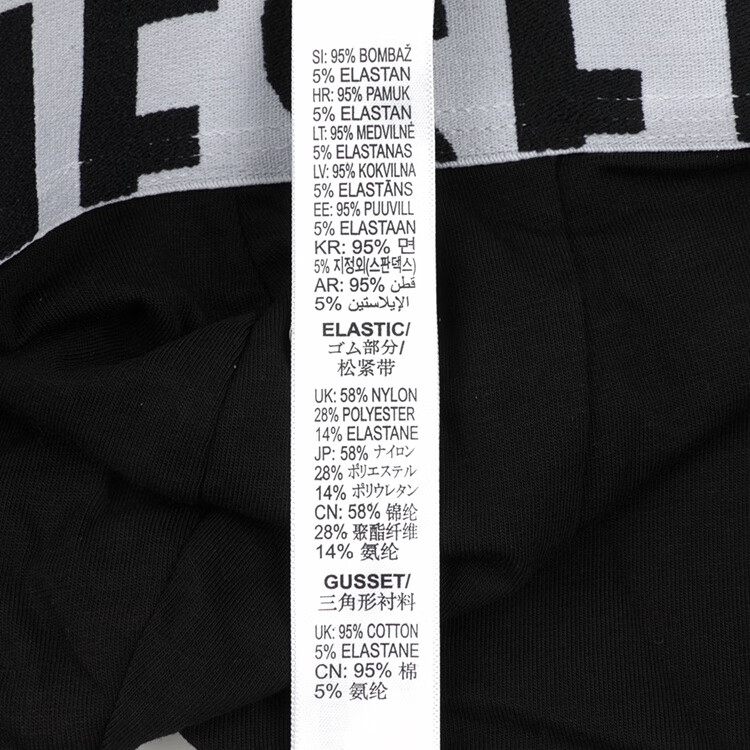 SI: 95% BOMBAŽ
5% ELASTAN
HR: 95% PAMUK
5% ELASTAN
LT: 95% MEDVILNĖ
5% ELASTANAS
LV: 95% KOKVILNA
5% ELASTĀNS
EE: 95% PUUVILL
5% ELASTAAN
KR: 95% 면
5% 지정외(스판덱스)
AR: 95% قطن
5% الإيلاستين
ELASTIC/
ゴム部分/
松紧带
UK: 58% NYLON
28% POLYESTER
14% ELASTANE
JP: 58% ナイロン
28% ポリエステル
14% ポリウレタン
CN: 58% 锦纶
28% 聚酯纤维
14% 氨纶
GUSSET/
三角形衬料
UK: 95% COTTON
5% ELASTANE
CN: 95% 棉
5% 氨纶